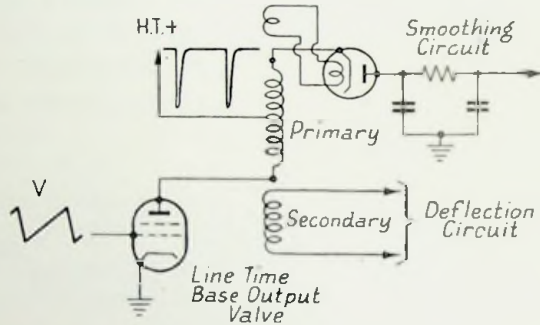 H.T.+
Smoothing
Circuit
Primary
V
Secondary
Deflection
Circuit
Line Time
Base Output
Valve